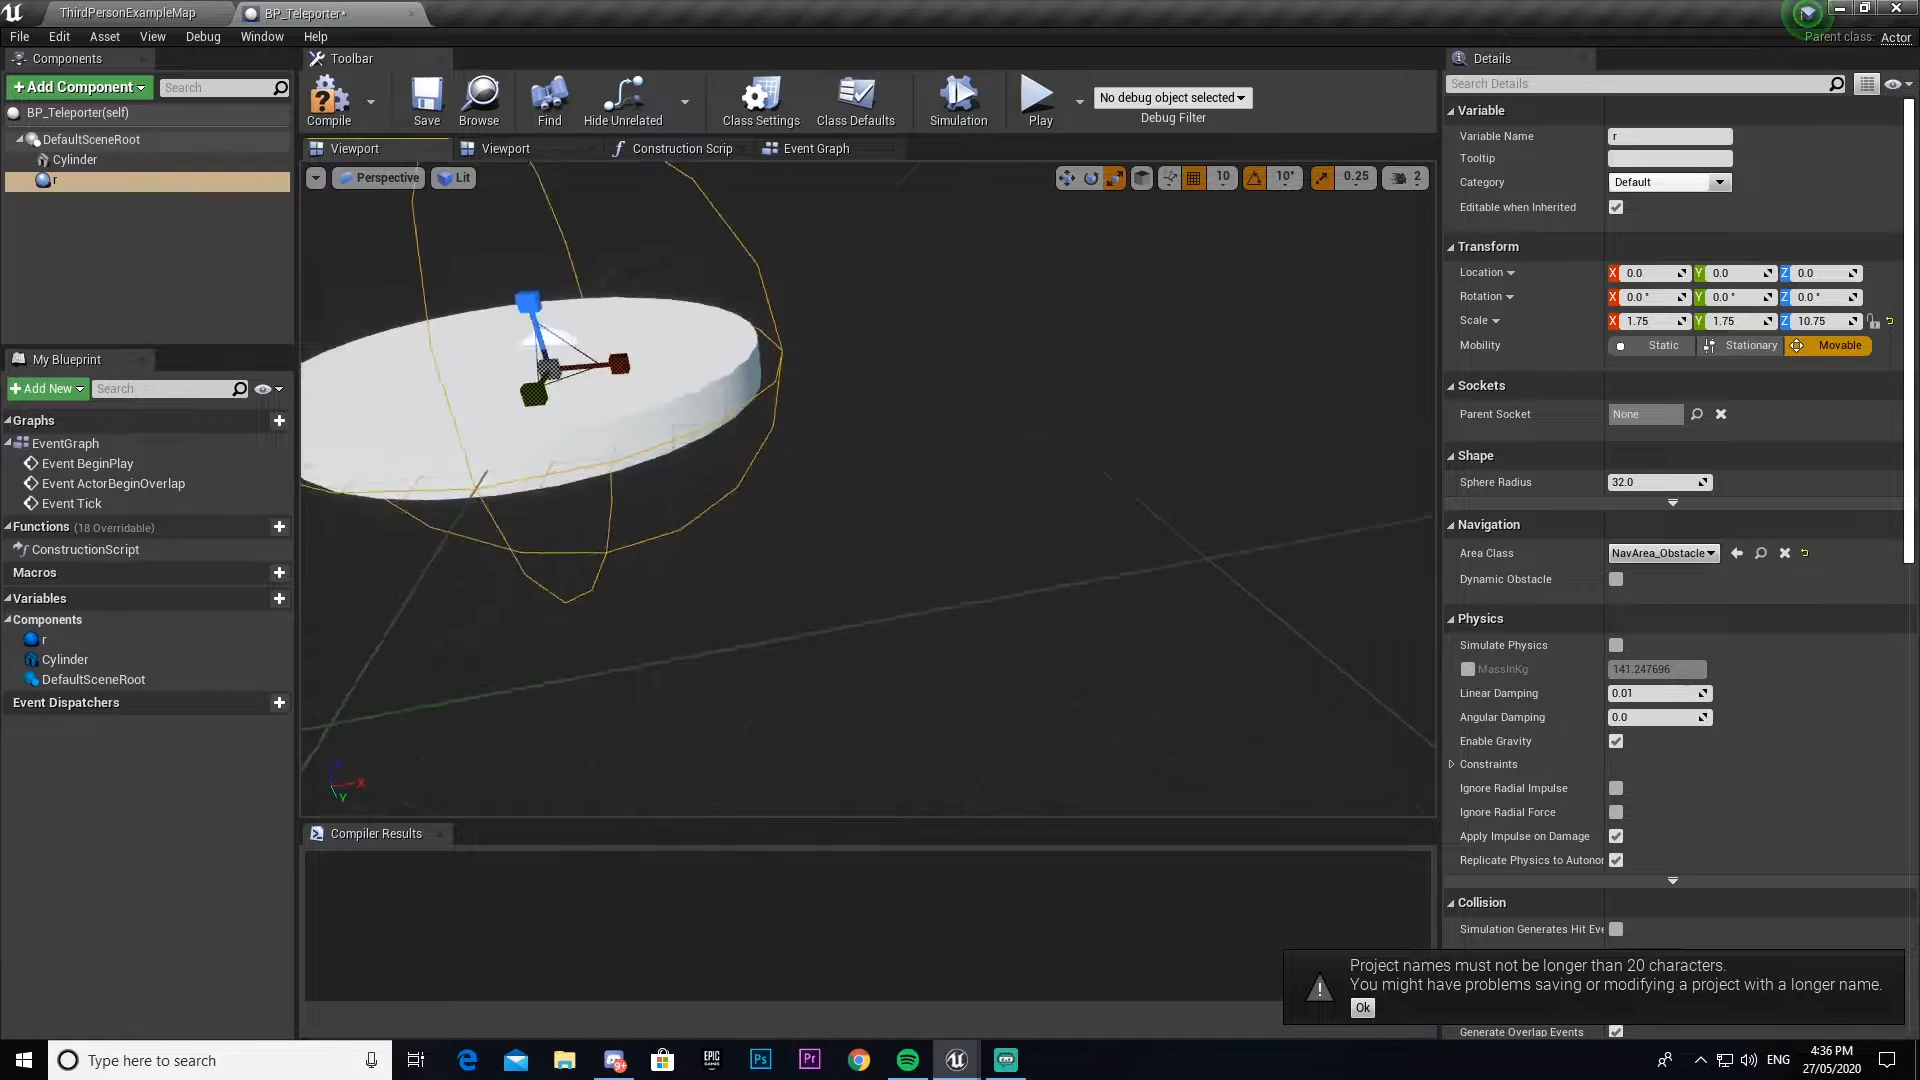 ThirdPersonExampleMap
BP_Teleporter*
File Edit Asset View Debug Window Help
Parent class: Actor
Components
Toolbar
Details
+Add Component
Search
BP_Teleporter(self)
DefaultSceneRoot
Cylinder
r
Compile
Save
Browse
Find
Hide Unrelated
Class Settings
Class Defaults
Simulation
Play
No debug object selected
Debug Filter
Viewport
Viewport
Construction Scrip
Event Graph
Perspective
Lit
10
10°
0.25
2
My Blueprint
+Add New
Search
Graphs
EventGraph
Event BeginPlay
Event ActorBeginOverlap
Event Tick
Functions (18 Overridable)
ConstructionScript
Macros
Variables
Components
r
Cylinder
DefaultSceneRoot
Event Dispatchers
X
Y
Compiler Results
Search Details
Variable
Variable Name r
Tooltip
Category Default
Editable when Inherited
Transform
Location X 0.0 Y 0.0 Z 0.0
Rotation X 0.0 ° Y 0.0 ° Z 0.0 °
Scale X 1.75 Y 1.75 Z 10.75
Mobility Static Stationary Movable
Sockets
Parent Socket None
Shape
Sphere Radius 32.0
Navigation
Area Class NavArea_Obstacle
Dynamic Obstacle
Physics
Simulate Physics
MassInKg 141.247696
Linear Damping 0.01
Angular Damping 0.0
Enable Gravity
Constraints
Ignore Radial Impulse
Ignore Radial Force
Apply Impulse on Damage
Replicate Physics to Autonor
Collision
Simulation Generates Hit Eve
Project names must not be longer than 20 characters.
You might have problems saving or modifying a project with a longer name.
Ok
Generate Overlap Events
Type here to search
9+
EPIC
GAMES
Ps
Pr
ENG
4:36 PM
27/05/2020